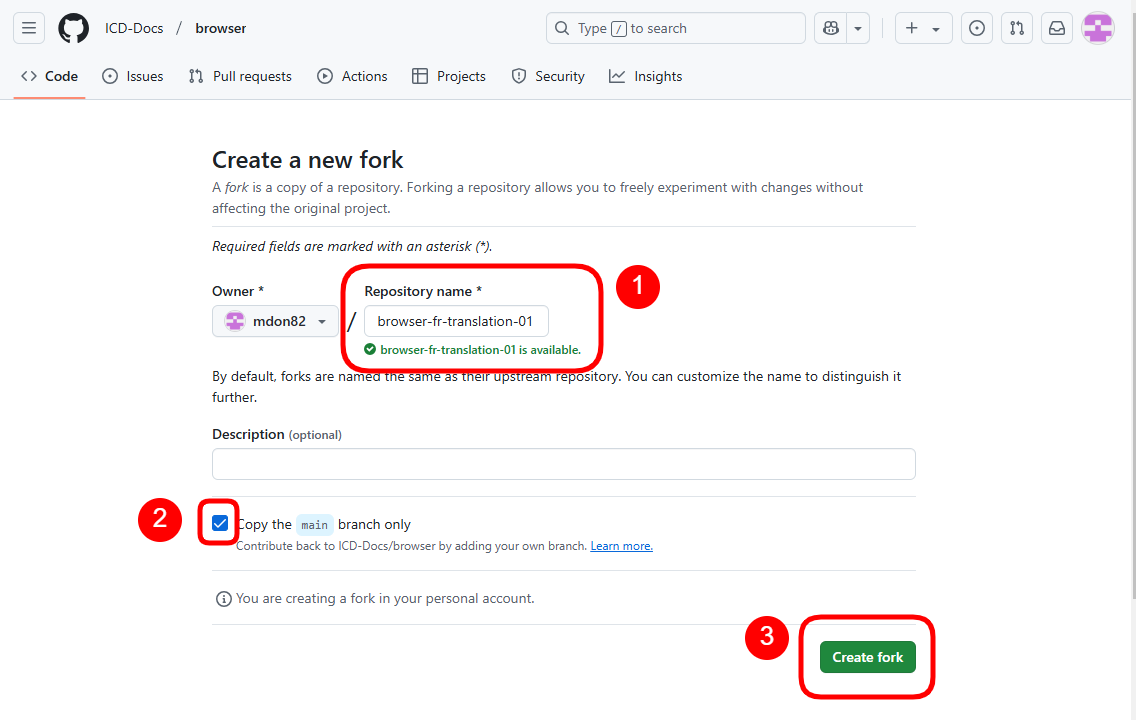 ICD-Docs / browser
Type / to search
Code Issues Pull requests Actions Projects Security Insights
Create a new fork
A fork is a copy of a repository. Forking a repository allows you to freely experiment with changes without
affecting the original project.
Required fields are marked with an asterisk (*).
1
Owner * Repository name *
mdon82 / browser-fr-translation-01
browser-fr-translation-01 is available.
By default, forks are named the same as their upstream repository. You can customize the name to distinguish it
further.
Description (optional)
2
Copy the main branch only
Contribute back to ICD-Docs/browser by adding your own branch. Learn more.
You are creating a fork in your personal account.
3
Create fork